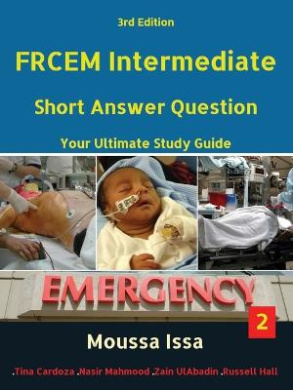 3rd Edition
FRCEM Intermediate
Short Answer Question
Your Ultimate Study Guide
EMERGENCY
2
Moussa Issa
.Tina Cardoza .Nasir Mahmood .Zain UlAbadin .Russell Hall